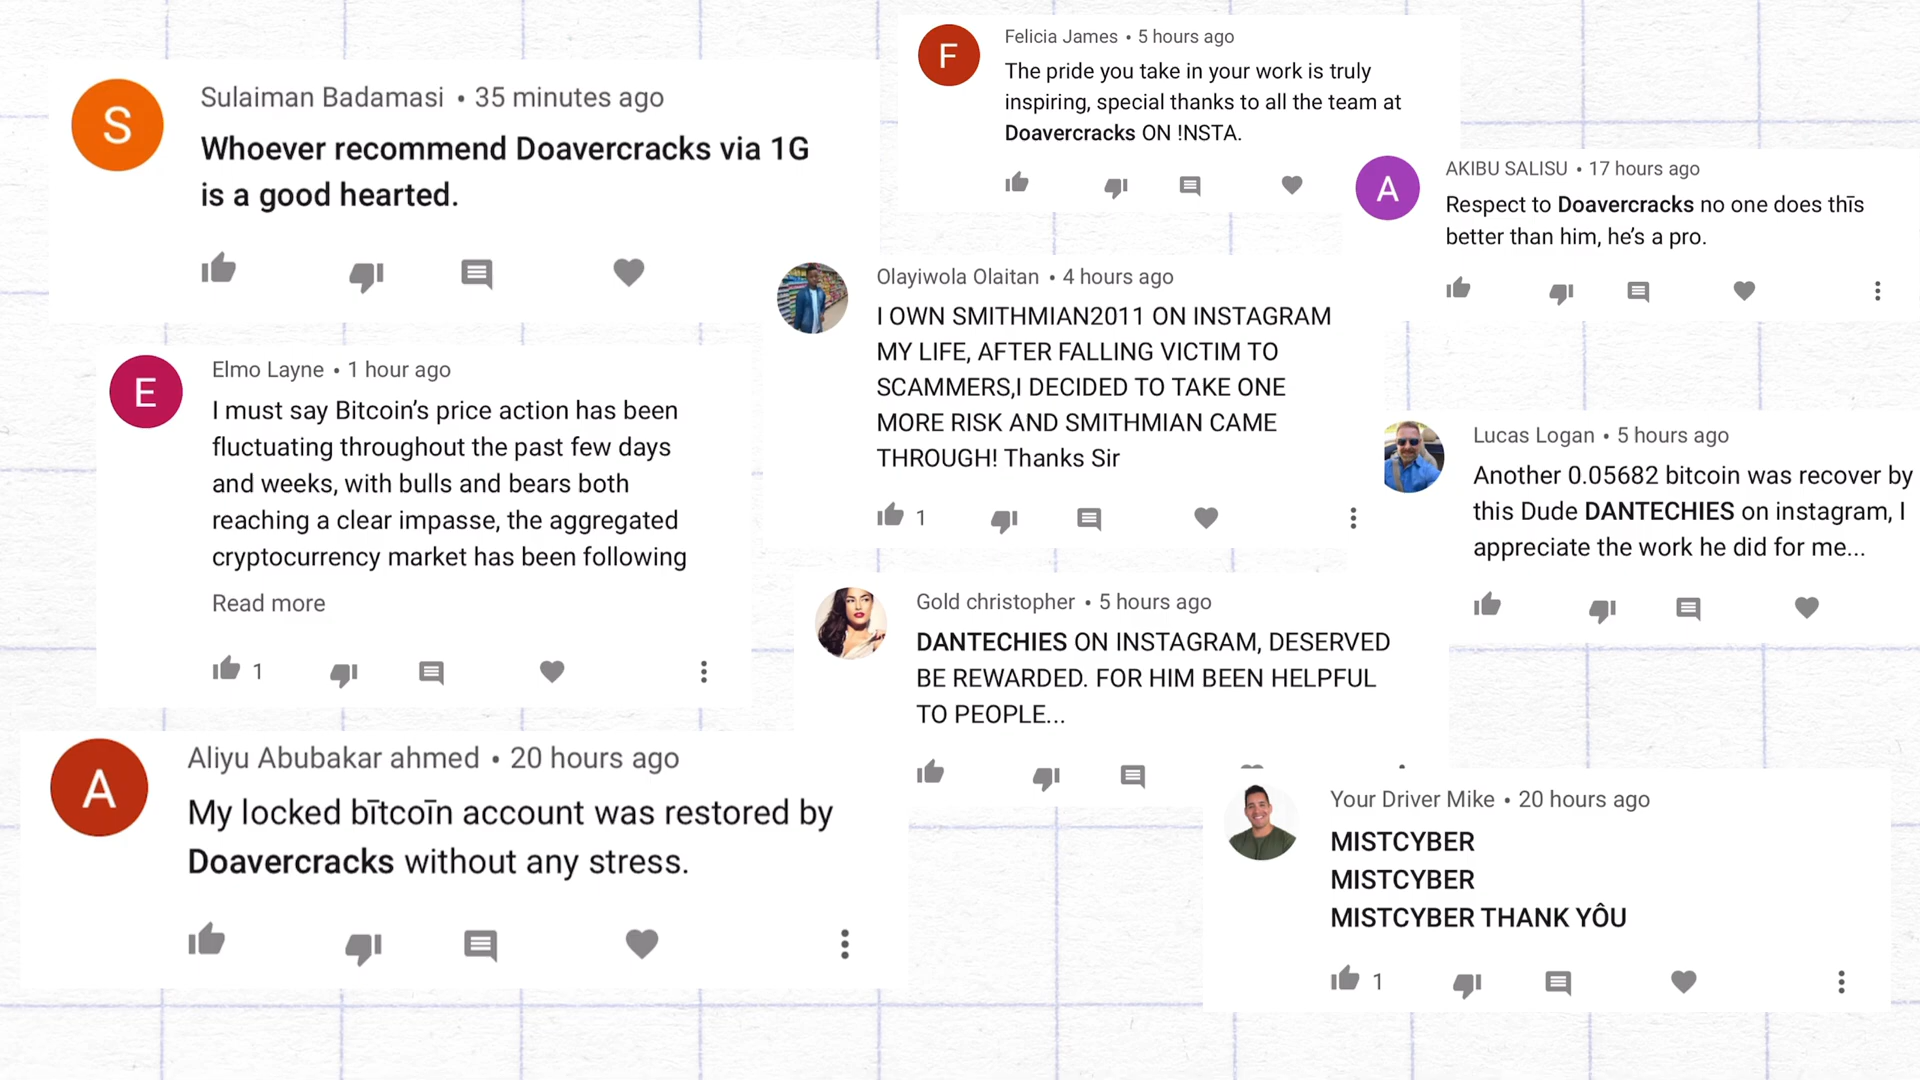 S
Sulaiman Badamasi • 35 minutes ago
Whoever recommend Doavercracks via 1G
is a good hearted.
F
Felicia James • 5 hours ago
The pride you take in your work is truly
inspiring, special thanks to all the team at
Doavercracks ON !NSTA.
A
AKIBU SALISU • 17 hours ago
Respect to Doavercracks no one does thīs
better than him, he's a pro.
Olayiwola Olaitan • 4 hours ago
I OWN SMITHMIAN2011 ON INSTAGRAM
MY LIFE, AFTER FALLING VICTIM TO
SCAMMERS,I DECIDED TO TAKE ONE
MORE RISK AND SMITHMIAN CAME
THROUGH! Thanks Sir
1
E
Elmo Layne • 1 hour ago
I must say Bitcoin's price action has been
fluctuating throughout the past few days
and weeks, with bulls and bears both
reaching a clear impasse, the aggregated
cryptocurrency market has been following
Read more
1
Lucas Logan • 5 hours ago
Another 0.05682 bitcoin was recover by
this Dude DANTECHIES on instagram, I
appreciate the work he did for me...
Gold christopher • 5 hours ago
DANTECHIES ON INSTAGRAM, DESERVED
BE REWARDED. FOR HIM BEEN HELPFUL
TO PEOPLE...
A
Aliyu Abubakar ahmed • 20 hours ago
My locked bītcoīn account was restored by
Doavercracks without any stress.
Your Driver Mike • 20 hours ago
MISTCYBER
MISTCYBER
MISTCYBER THANK YÔU
1